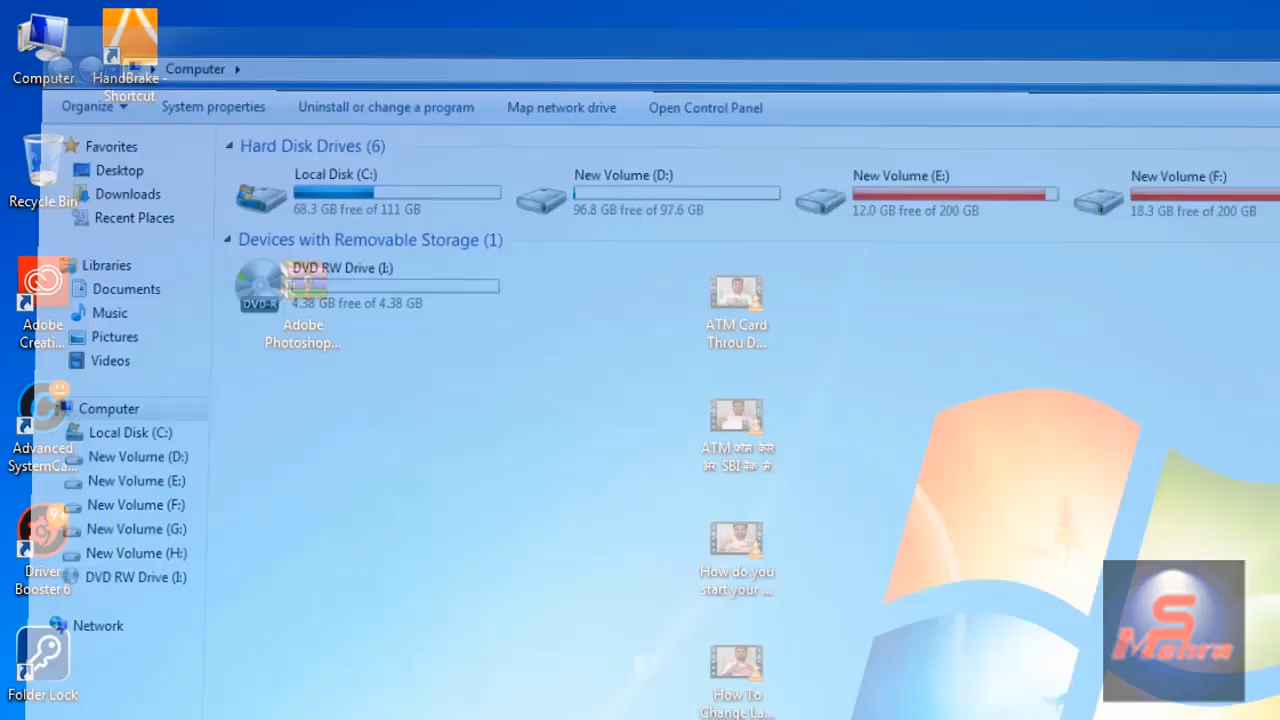 Computer
HandBrake -
Shortcut
Computer
Organize
System properties
Uninstall or change a program
Map network drive
Open Control Panel
Favorites
Desktop
Downloads
Recent Places
Recycle Bin
Libraries
Documents
Music
Pictures
Videos
Adobe
Creati...
Computer
Local Disk (C:)
New Volume (D:)
New Volume (E:)
New Volume (F:)
New Volume (G:)
New Volume (H:)
DVD RW Drive (I:)
Network
Advanced
SystemCa...
9+
Driver
Booster 6
Folder Lock
Hard Disk Drives (6)
Local Disk (C:)
68.3 GB free of 111 GB
New Volume (D:)
96.8 GB free of 97.6 GB
New Volume (E:)
12.0 GB free of 200 GB
New Volume (F:)
18.3 GB free of 200 GB
Devices with Removable Storage (1)
DVD RW Drive (I:)
DVD-R
4.38 GB free of 4.38 GB
Adobe
Photoshop...
ATM Card
Thru D...
ATM फॉर्म कैसे
भरे SBI बैंक से
How do you
start your ...
How To
Change La...
S
Mehra